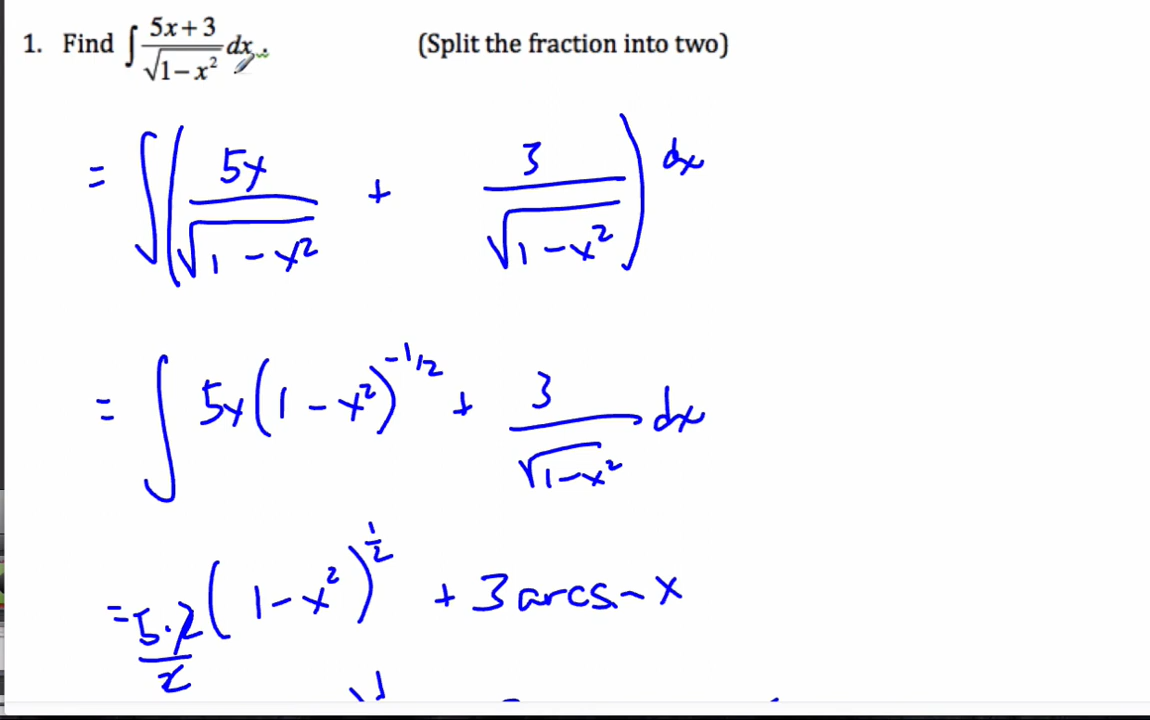 1. Find ∫ (5x+3)/√(1−x²) dx. (Split the fraction into two)
= ∫ ( 5x/√(1−x²) + 3/√(1−x²) ) dx
= ∫ 5x(1−x²)^(-1/2) + 3/√(1−x²) dx
= 5·2/2 (1−x²)^(1/2) + 3 arcsin x